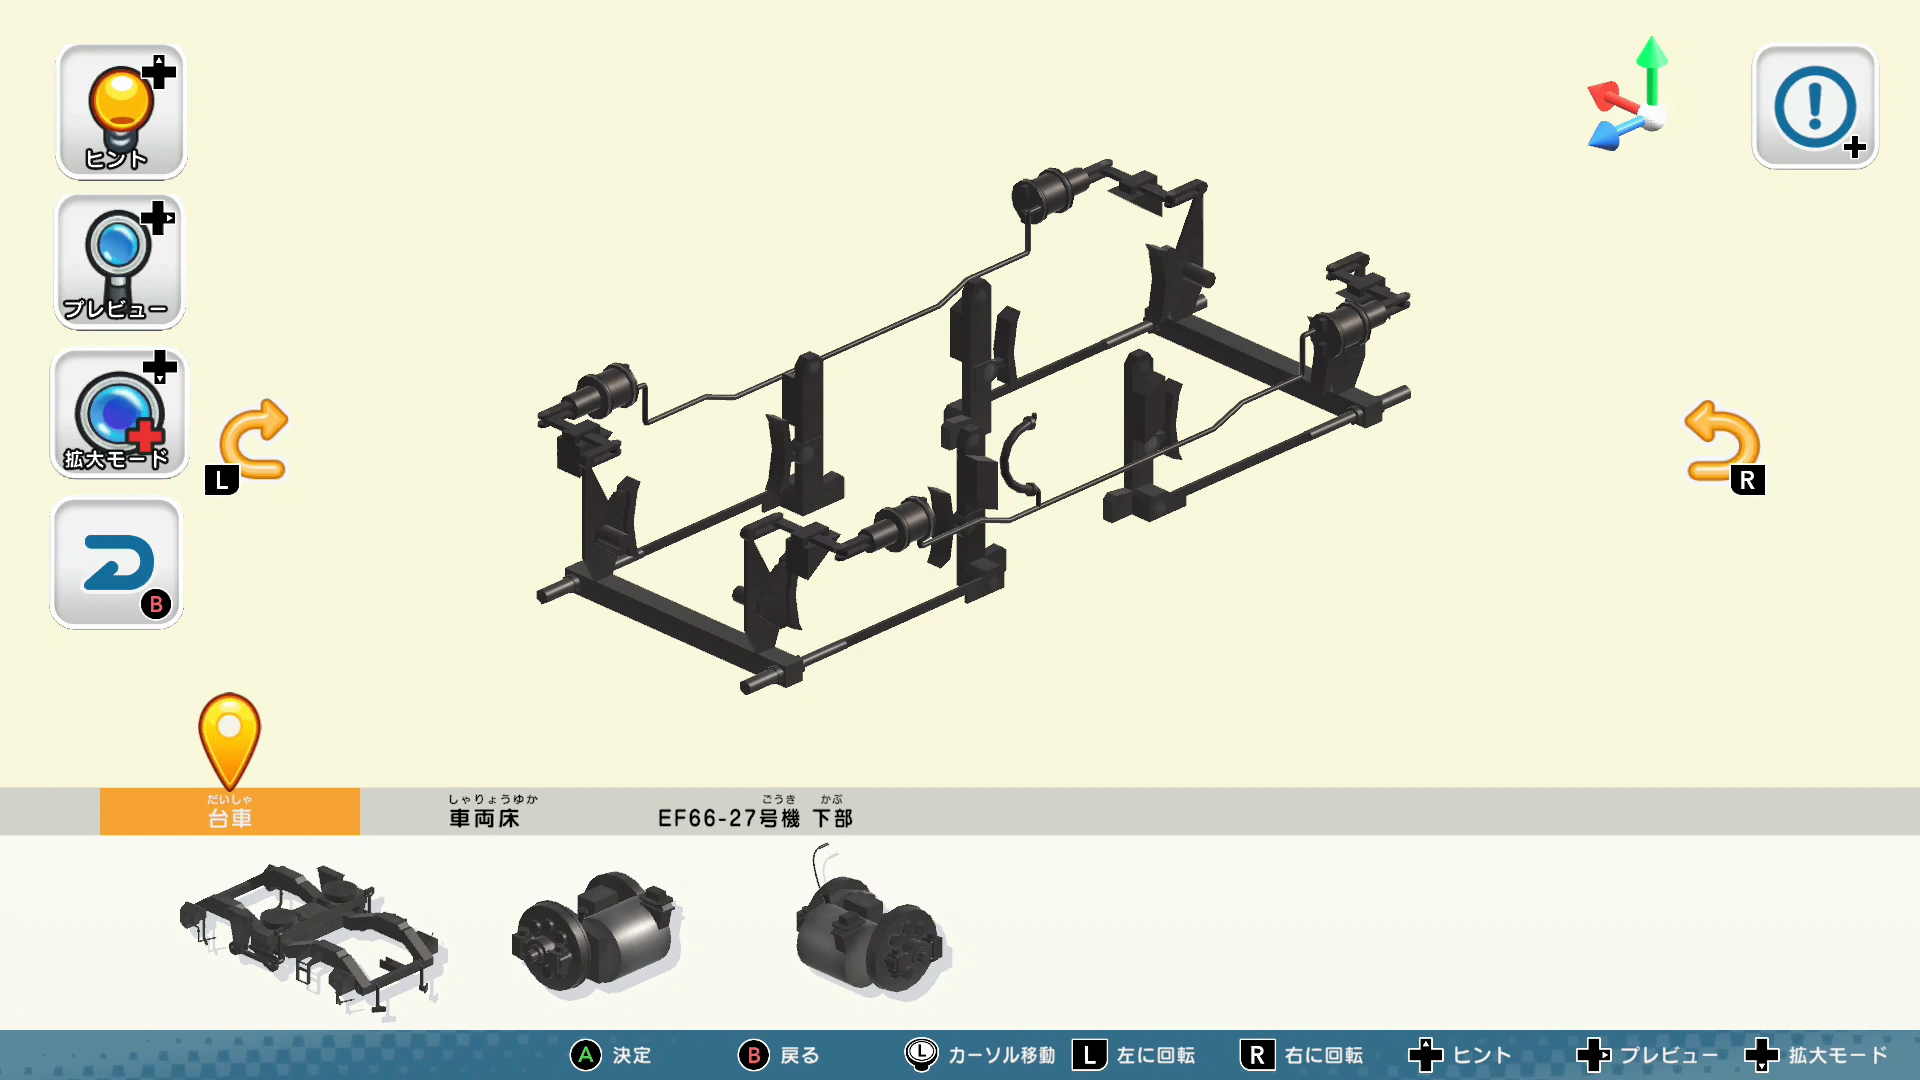 ヒント
プレビュー
拡大モード
L
R
B
だいしゃ
台車
しゃりょうゆか
車両床
ごうき かぶ
EF66-27号機 下部
A 決定
B 戻る
L カーソル移動
L 左に回転
R 右に回転
ヒント
プレビュー
拡大モード